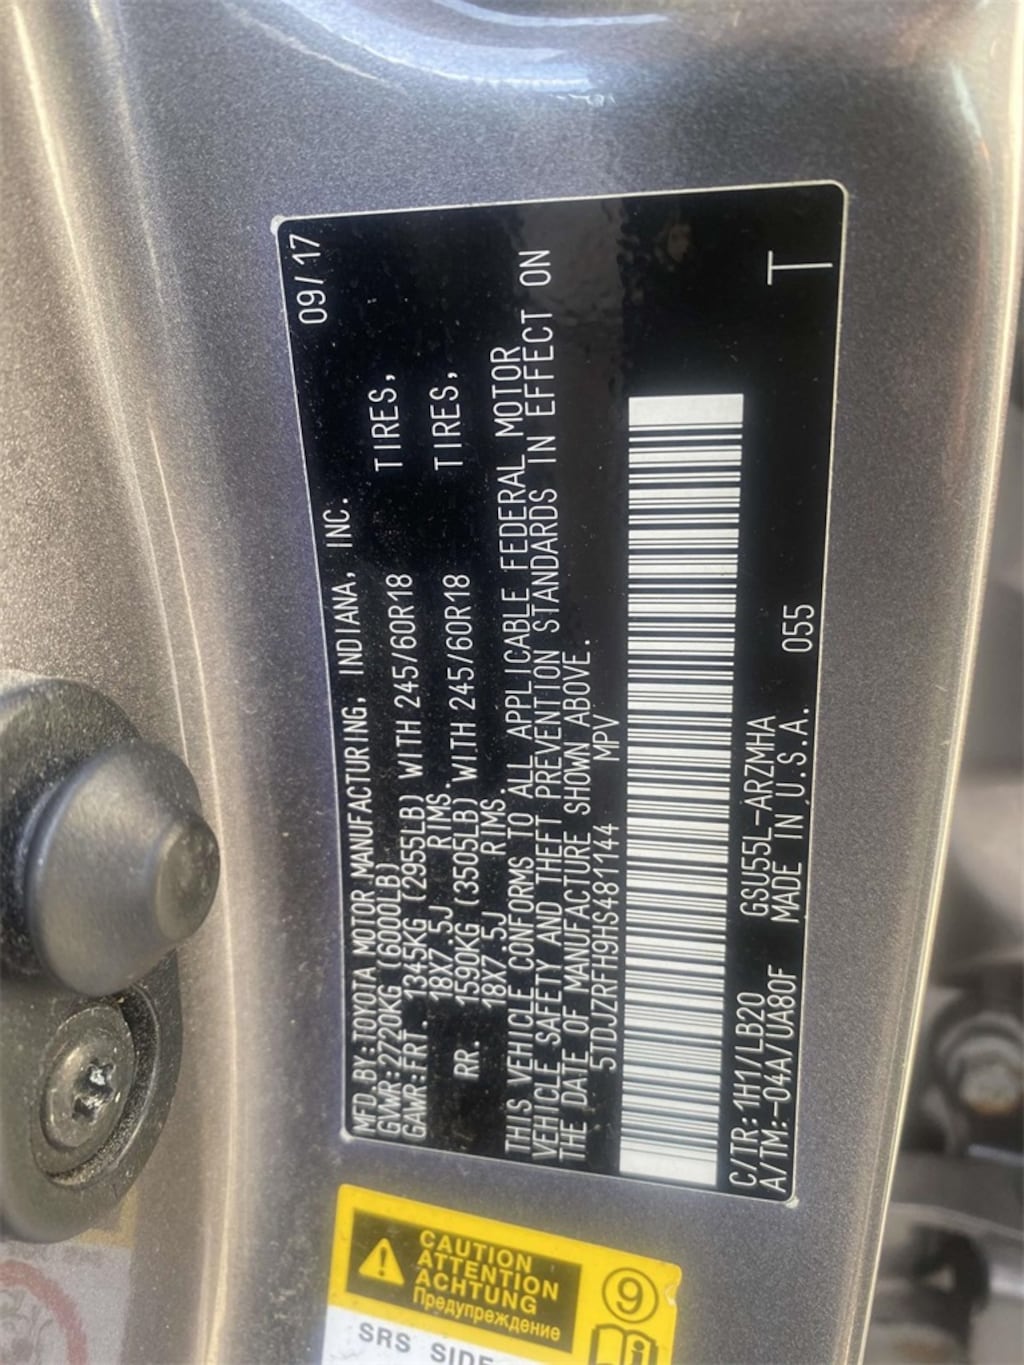 MFD.BY:TOYOTA MOTOR MANUFACTURING, INDIANA, INC. 09/17
GVWR:2720KG (6000LB)
GAWR:FRT. 1345KG (2955LB) WITH 245/60R18 TIRES,
18X7.5J RIMS.
RR. 1590KG (3505LB) WITH 245/60R18 TIRES,
18X7.5J RIMS.
THIS VEHICLE CONFORMS TO ALL APPLICABLE FEDERAL MOTOR
VEHICLE SAFETY AND THEFT PREVENTION STANDARDS IN EFFECT ON
THE DATE OF MANUFACTURE SHOWN ABOVE.
5TDJZRFH9HS481144 MPV
C/TR:1H1/LB20 GSU55L-ARZMHA
A/TM:-04A/UA80F MADE IN U.S.A. 055 T
CAUTION
ATTENTION
ACHTUNG
Предупреждение
9
SRS SIDE